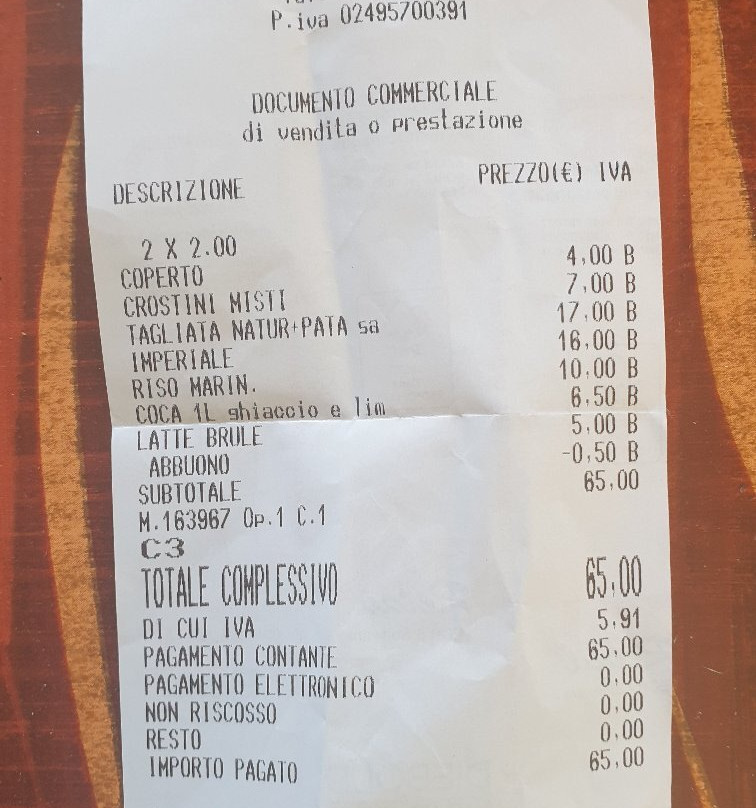 P.iva 02495700391
DOCUMENTO COMMERCIALE
di vendita o prestazione
DESCRIZIONE PREZZO(€) IVA
2 X 2.00
COPERTO 4,00 B
CROSTINI MISTI 7,00 B
TAGLIATA NATUR+PATA sa 17,00 B
IMPERIALE 16,00 B
RISO MARIN. 10,00 B
COCA 1L ghiaccio e lim 6,50 B
LATTE BRULE 5,00 B
ABBUONO -0,50 B
SUBTOTALE 65,00
M.163967 Op.1 C.1
C3
TOTALE COMPLESSIVO 65,00
DI CUI IVA 5,91
PAGAMENTO CONTANTE 65,00
PAGAMENTO ELETTRONICO 0,00
NON RISCOSSO 0,00
RESTO 0,00
IMPORTO PAGATO 65,00